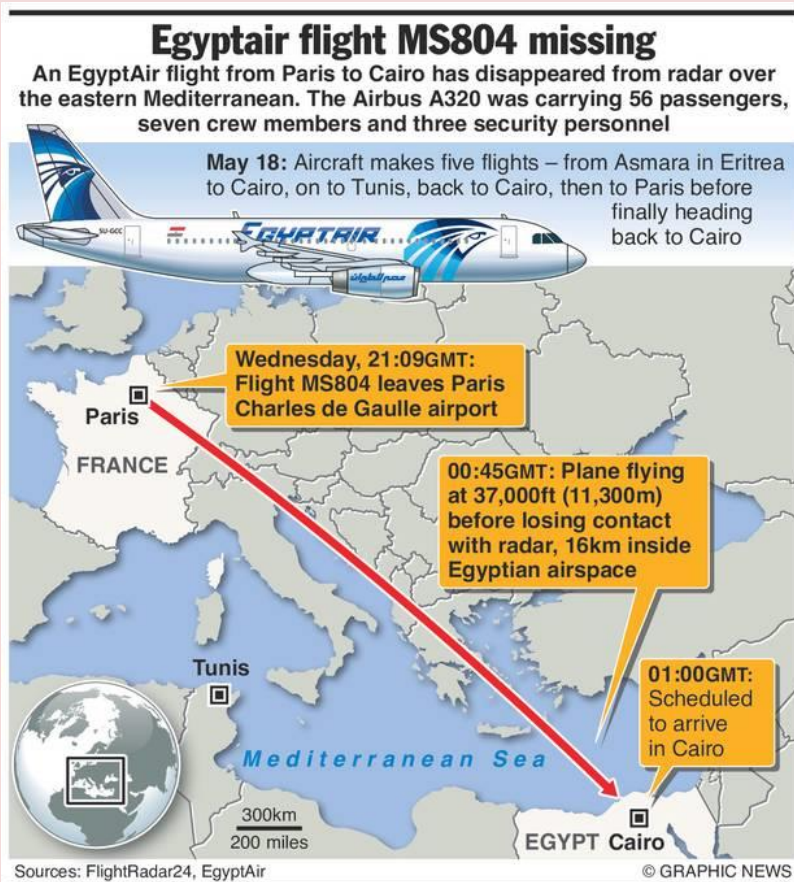 Egyptair flight MS804 missing
An EgyptAir flight from Paris to Cairo has disappeared from radar over
the eastern Mediterranean. The Airbus A320 was carrying 56 passengers,
seven crew members and three security personnel
May 18: Aircraft makes five flights – from Asmara in Eritrea
to Cairo, on to Tunis, back to Cairo, then to Paris before
finally heading
back to Cairo
SU-GCC
EGYPTAIR
مصر للطيران
Wednesday, 21:09GMT:
Flight MS804 leaves Paris
Charles de Gaulle airport
Paris
FRANCE
00:45GMT: Plane flying
at 37,000ft (11,300m)
before losing contact
with radar, 16km inside
Egyptian airspace
Tunis
01:00GMT:
Scheduled
to arrive
in Cairo
Mediterranean Sea
300km
200 miles
EGYPT Cairo
Sources: FlightRadar24, EgyptAir
© GRAPHIC NEWS